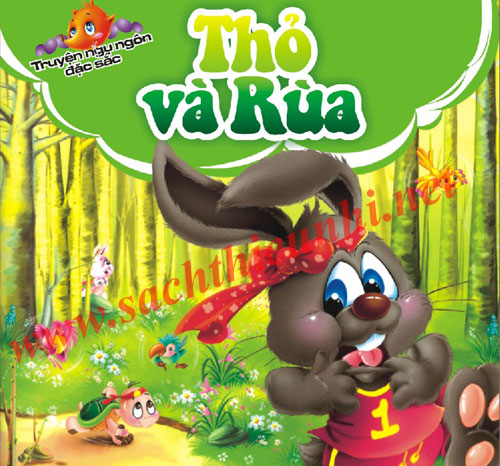 Truyện ngụ ngôn
đặc sắc
Thỏ
và Rùa
www.sachthieunhi.net
1